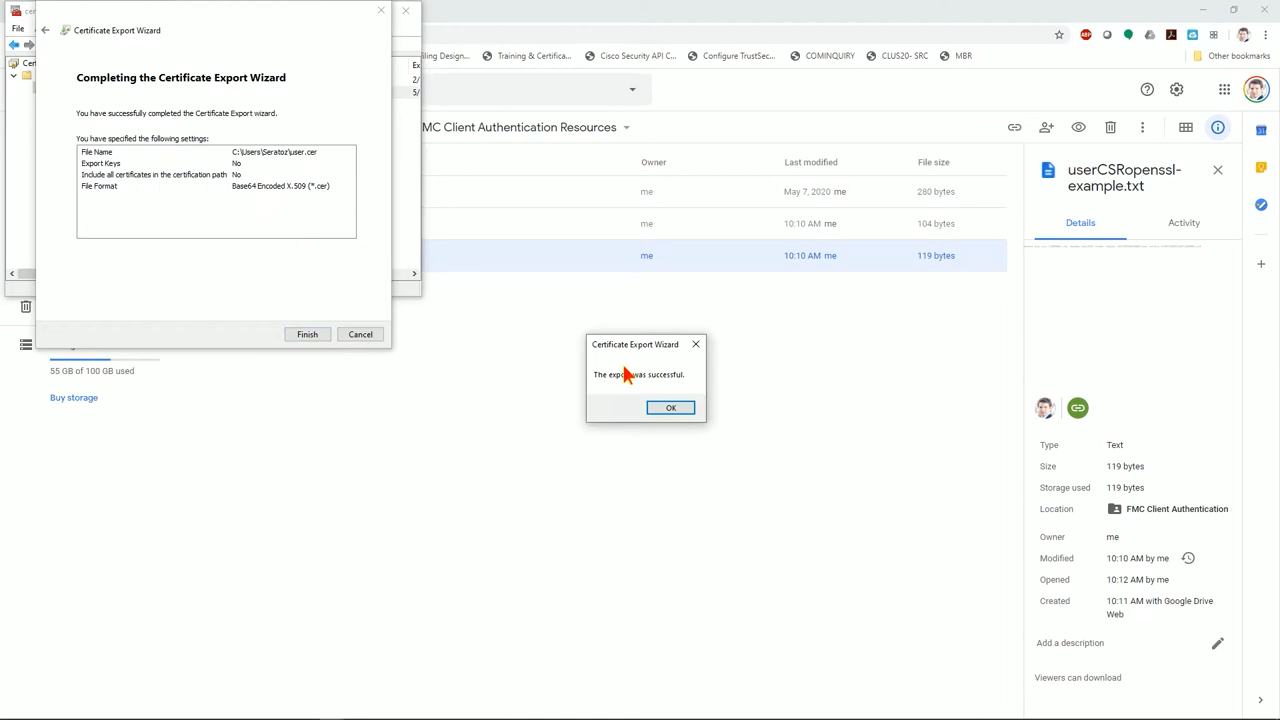 File
Certificate Export Wizard
Completing the Certificate Export Wizard
You have successfully completed the Certificate Export wizard.
You have specified the following settings:
File Name C:\Users\Seratoz\user.cer
Export Keys No
Include all certificates in the certification path No
File Format Base64 Encoded X.509 (*.cer)
Finish Cancel
Ex
2/
5/
Training & Certifica...
Cisco Security API C...
Configure TrustSec...
COMINQUIRY
CLUS20- SRC
MBR
Other bookmarks
MC Client Authentication Resources
Owner Last modified File size
me May 7, 2020 me 280 bytes
me 10:10 AM me 104 bytes
me 10:10 AM me 119 bytes
55 GB of 100 GB used
Buy storage
Certificate Export Wizard
The was successful.
OK
userCSRopenssl-
example.txt
Details Activity
Type Text
Size 119 bytes
Storage used 119 bytes
Location FMC Client Authentication
Owner me
Modified 10:10 AM by me
Opened 10:12 AM by me
Created 10:11 AM with Google Drive
Web
Add a description
Viewers can download